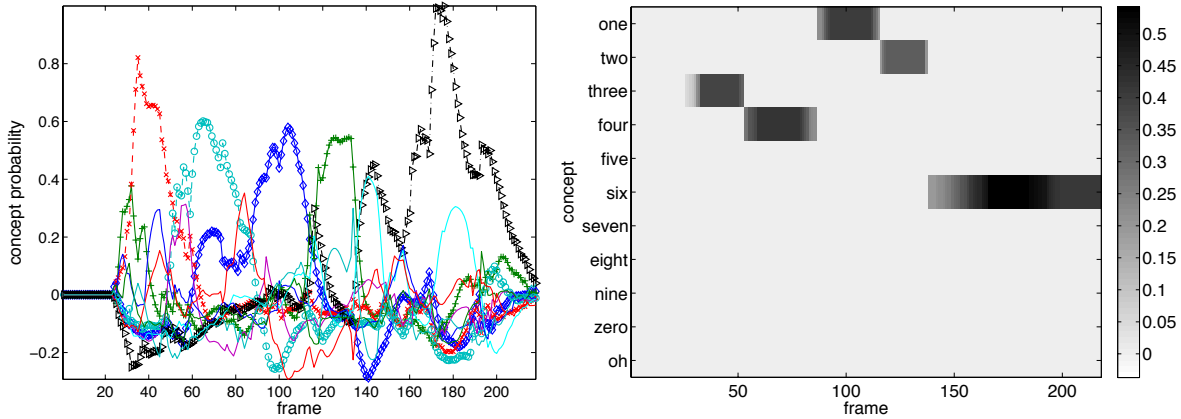 concept probability
0.8
0.6
0.4
0.2
0
−0.2
20 40 60 80 100 120 140 160 180 200
frame
concept
one
two
three
four
five
six
seven
eight
nine
zero
oh
50 100 150 200
frame
0.5
0.45
0.4
0.35
0.3
0.25
0.2
0.15
0.1
0.05
0